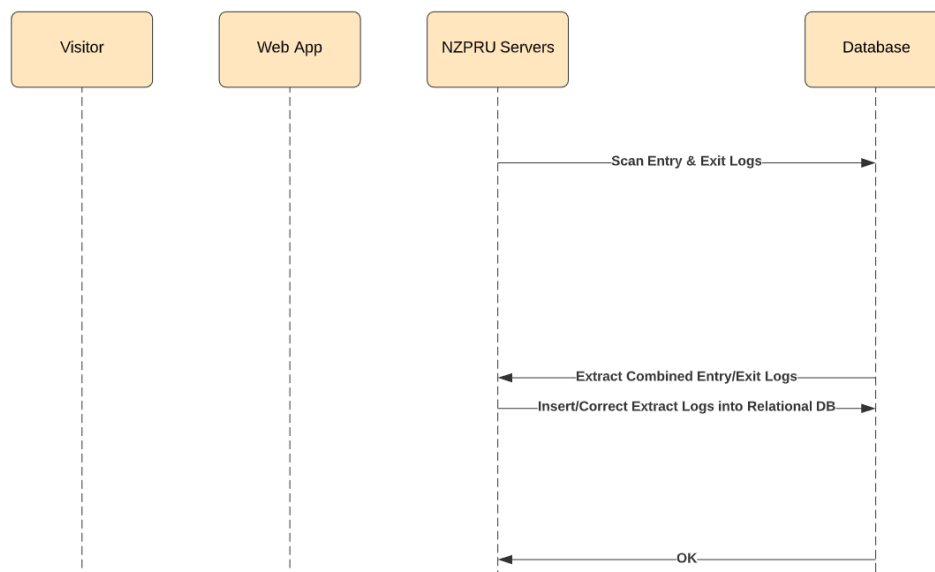 Visitor
Web App
NZPRU Servers
Database
Scan Entry & Exit Logs
Extract Combined Entry/Exit Logs
Insert/Correct Extract Logs into Relational DB
OK